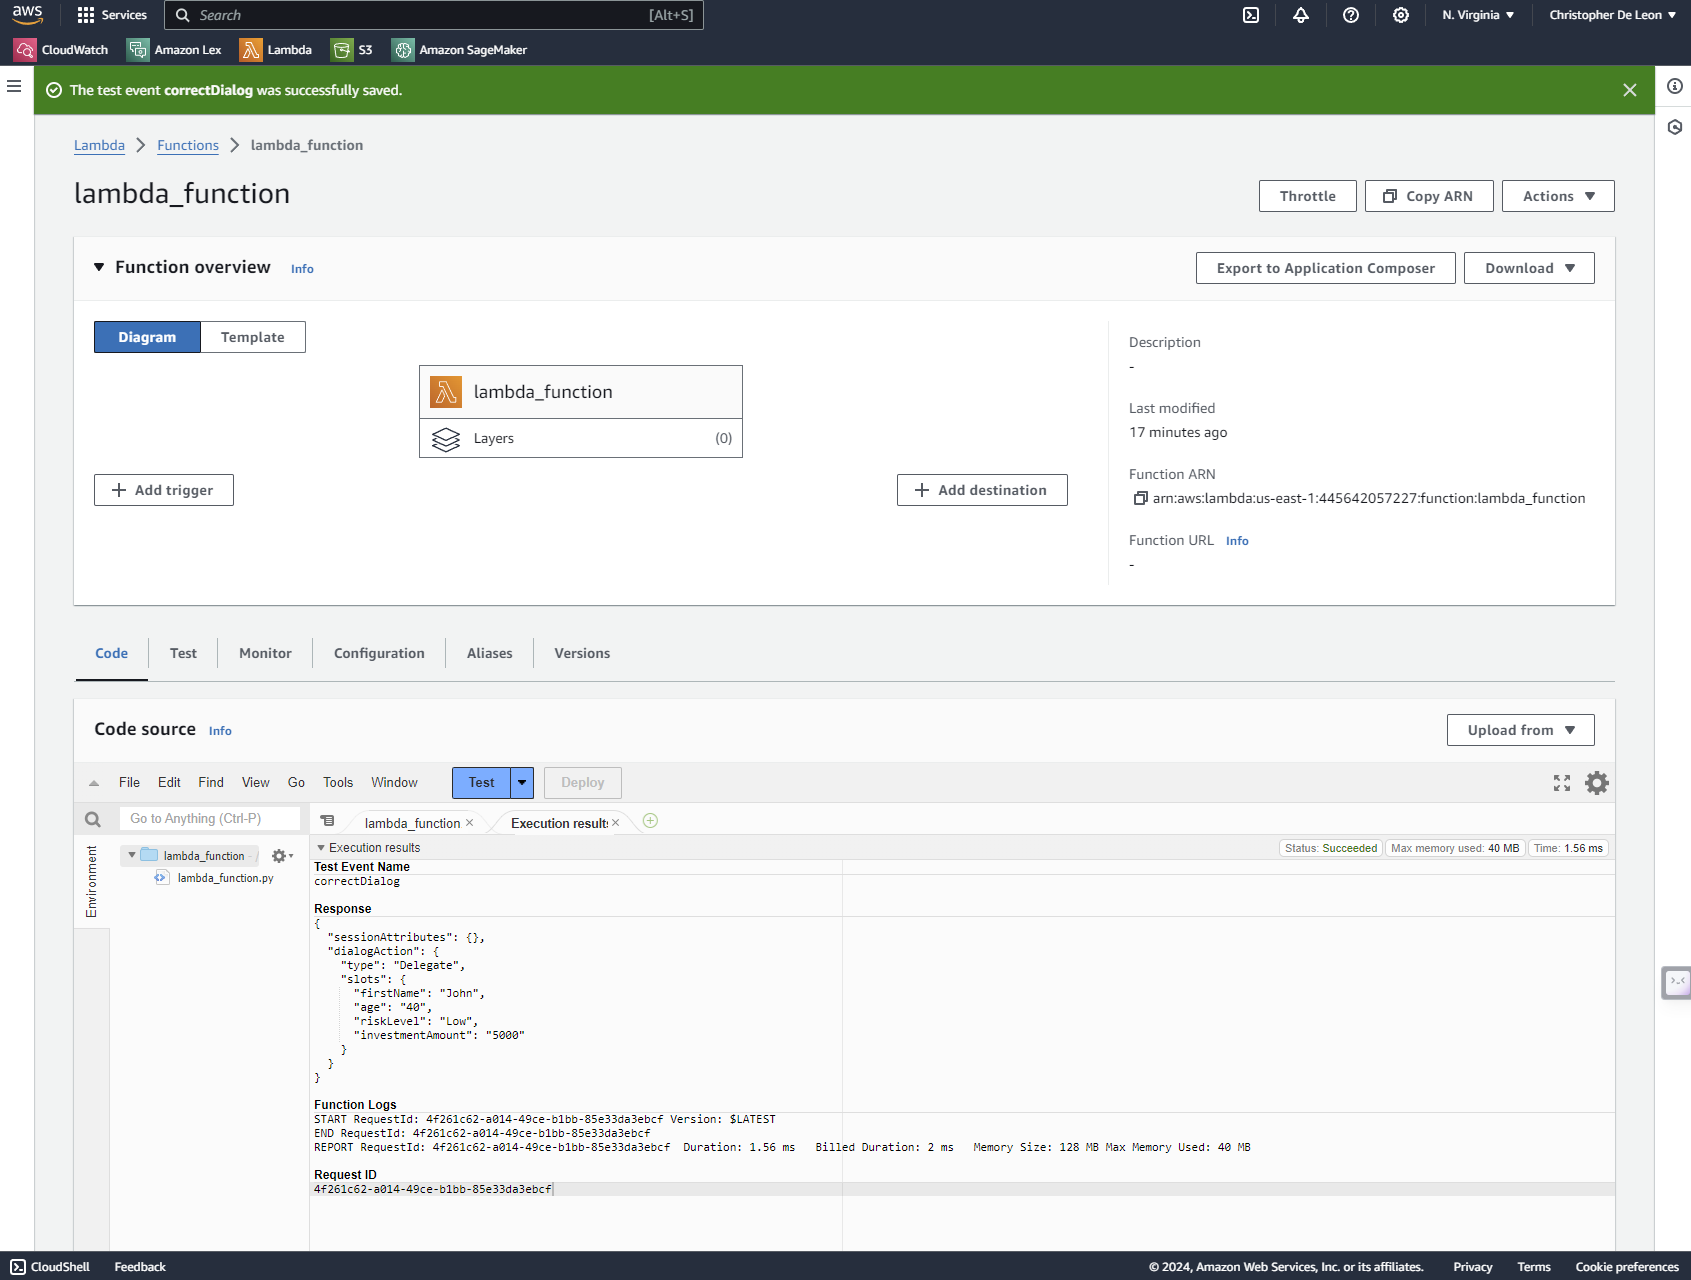 aws
Services
Search
[Alt+S]
N. Virginia
Christopher De Leon
CloudWatch
Amazon Lex
Lambda
S3
Amazon SageMaker
The test event correctDialog was successfully saved.
Lambda
Functions
lambda_function
lambda_function
Throttle
Copy ARN
Actions
Function overview
Info
Export to Application Composer
Download
Diagram
Template
lambda_function
Layers
(0)
Add trigger
Add destination
Description
-
Last modified
17 minutes ago
Function ARN
arn:aws:lambda:us-east-1:445642057227:function:lambda_function
Function URL
Info
-
Code
Test
Monitor
Configuration
Aliases
Versions
Code source
Info
Upload from
File
Edit
Find
View
Go
Tools
Window
Test
Deploy
Go to Anything (Ctrl-P)
lambda_function
Execution results
Environment
lambda_function - /
lambda_function.py
Execution results
Status: Succeeded
Max memory used: 40 MB
Time: 1.56 ms
Test Event Name
correctDialog
Response
{
  "sessionAttributes": {},
  "dialogAction": {
    "type": "Delegate",
    "slots": {
      "firstName": "John",
      "age": "40",
      "riskLevel": "Low",
      "investmentAmount": "5000"
    }
  }
}
Function Logs
START RequestId: 4f261c62-a014-49ce-b1bb-85e33da3ebcf Version: $LATEST
END RequestId: 4f261c62-a014-49ce-b1bb-85e33da3ebcf
REPORT RequestId: 4f261c62-a014-49ce-b1bb-85e33da3ebcf  Duration: 1.56 ms   Billed Duration: 2 ms   Memory Size: 128 MB Max Memory Used: 40 MB
Request ID
4f261c62-a014-49ce-b1bb-85e33da3ebcf
CloudShell
Feedback
© 2024, Amazon Web Services, Inc. or its affiliates.
Privacy
Terms
Cookie preferences